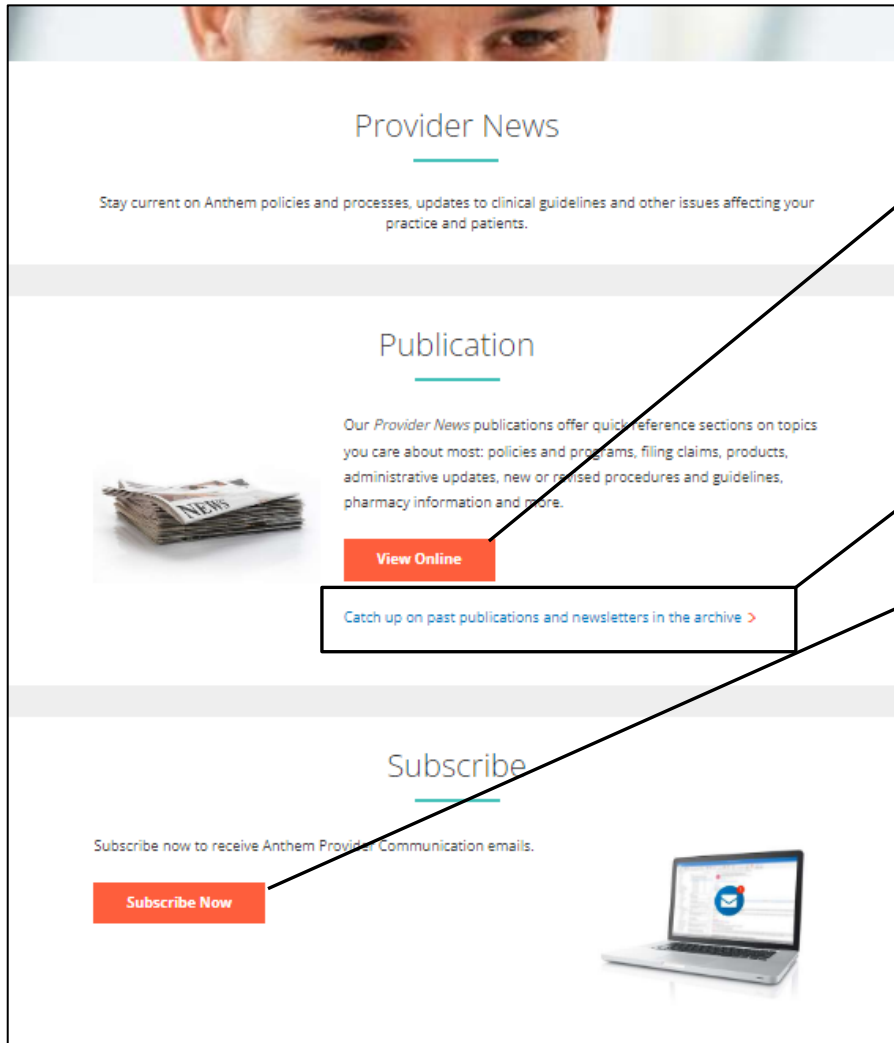 Provider News
Stay current on Anthem policies and processes, updates to clinical guidelines and other issues affecting your
practice and patients.
Publication
Our Provider News publications offer quick reference sections on topics
you care about most: policies and programs, filing claims, products,
administrative updates, new or revised procedures and guidelines,
pharmacy information and more.
NEWS
View Online
Catch up on past publications and newsletters in the archive >
Subscribe
Subscribe now to receive Anthem Provider Communication emails.
Subscribe Now